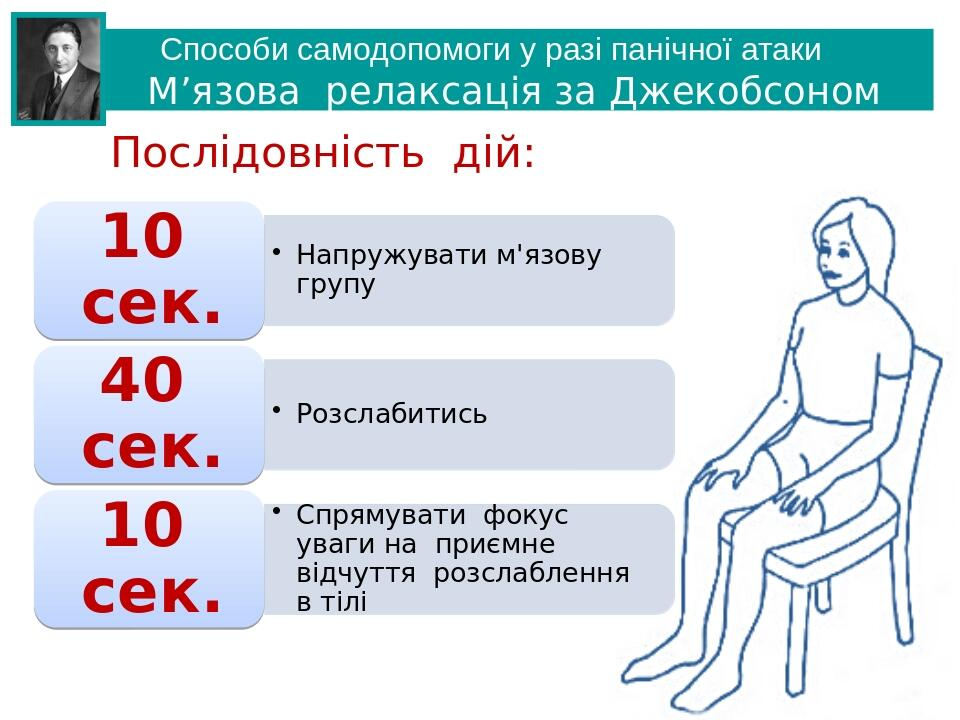 Способи самодопомоги у разі панічної атаки
М’язова релаксація за Джекобсоном
Послідовність дій:
10
сек.
• Напружувати м'язову
групу
40
сек.
• Розслабитись
10
сек.
• Спрямувати фокус
уваги на приємне
відчуття розслаблення
в тілі